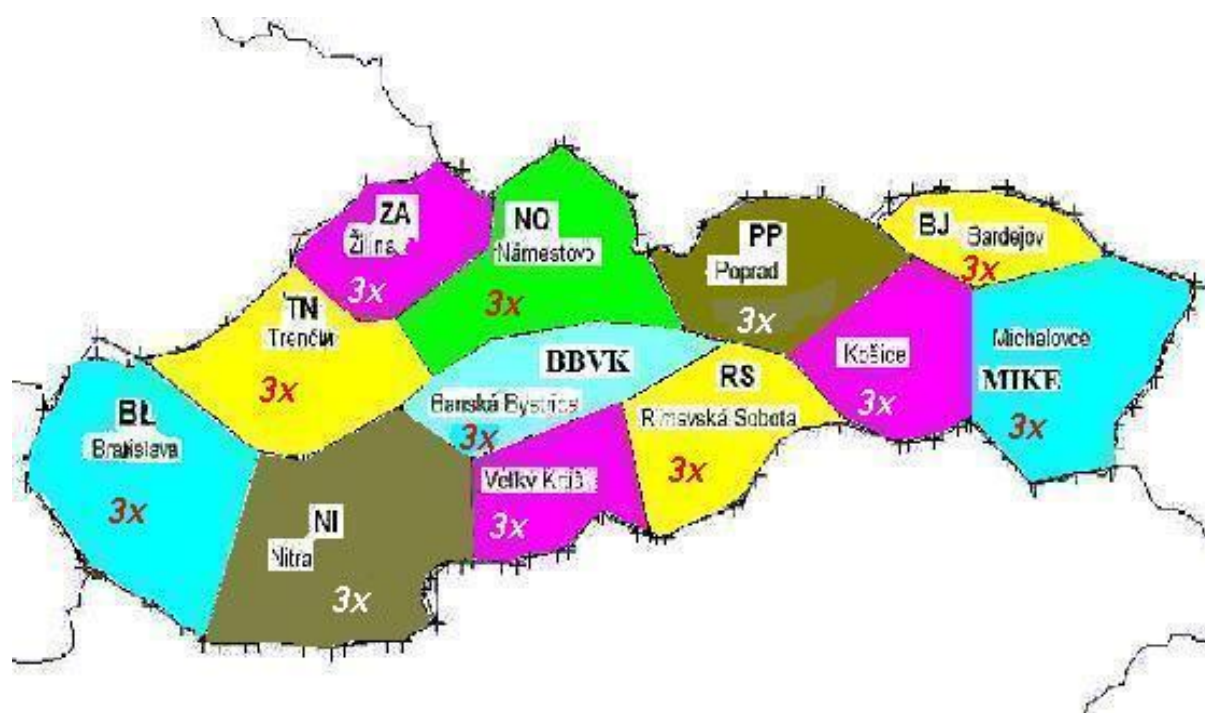 ZA
Žilina
3x
NO
Námestovo
3x
PP
Poprad
3x
BJ
Bardejov
3x
TN
Trenčín
3x
BBVK
Banská Bystrica
3x
RS
Rimavská Sobota
3x
Košice
3x
Michalovce
MIKE
3x
BL
Bratislava
3x
NI
Nitra
3x
Veľký Krtíš
3x